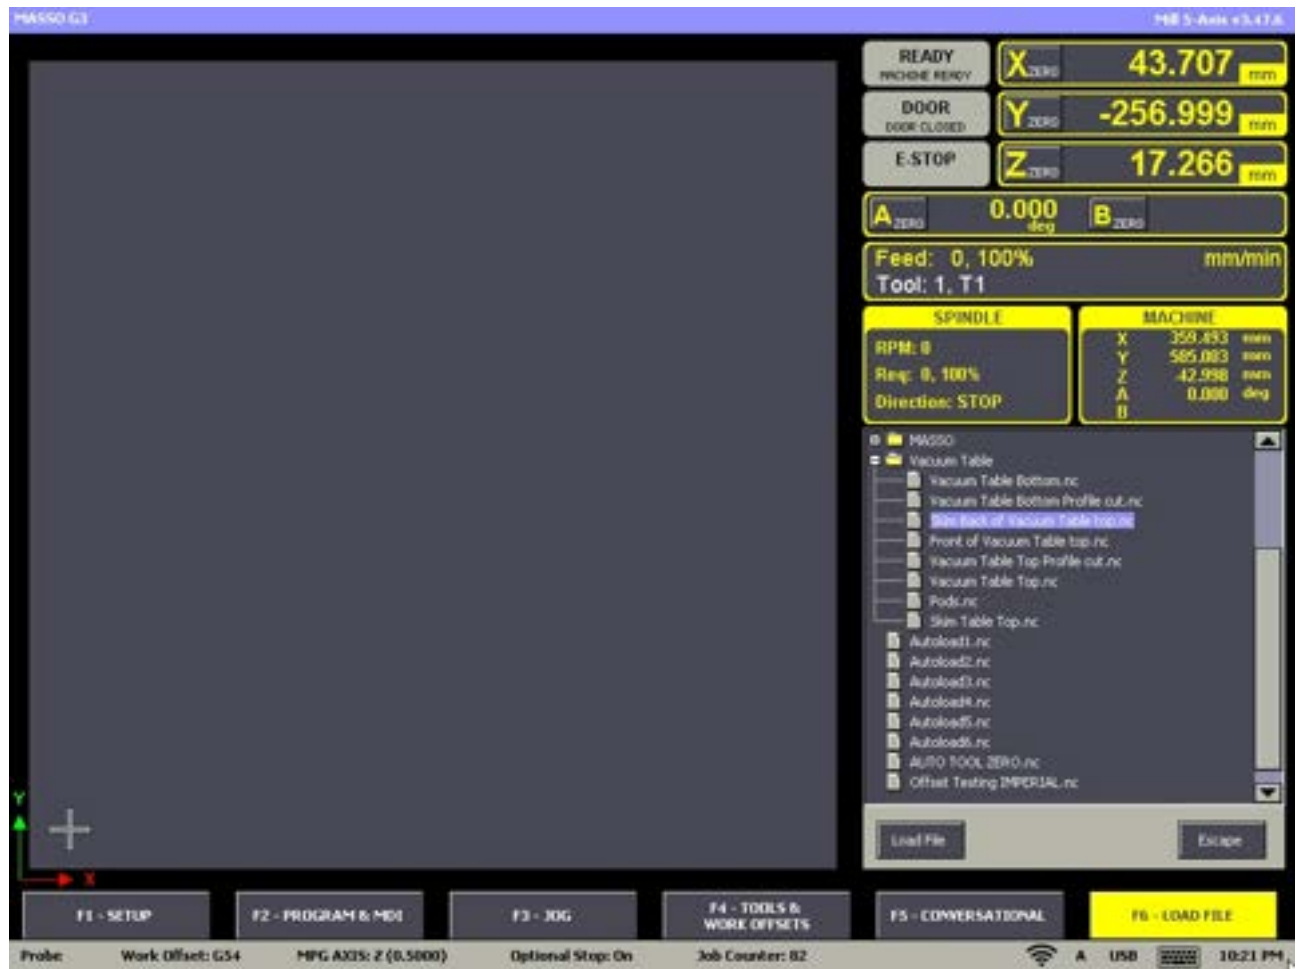 MASSO G3
Mill 5-Axis v3.47.6
READY
MACHINE READY
X ZERO 43.707 mm
DOOR
DOOR CLOSED
Y ZERO -256.999 mm
E-STOP
Z ZERO 17.266 mm
A ZERO 0.000 deg B ZERO
Feed: 0, 100% mm/min
Tool: 1, T1
SPINDLE
RPM: 0
Req: 0, 100%
Direction: STOP
MACHINE
X 359.493 mm
Y 585.083 mm
Z 42.998 mm
A 0.000 deg
B
MASSO
Vacuum Table
Vacuum Table Bottom.nc
Vacuum Table Bottom Profile cut.nc
Skim Back of Vacuum Table top.nc
Front of Vacuum Table top.nc
Vacuum Table Top Profile cut.nc
Vacuum Table Top.nc
Pods.nc
Skim Table Top.nc
Autoload1.nc
Autoload2.nc
Autoload3.nc
Autoload4.nc
Autoload5.nc
Autoload6.nc
AUTO TOOL ZERO.nc
Offset Testing IMPERIAL.nc
Load File
Escape
Y
X
F1 - SETUP
F2 - PROGRAM & MDI
F3 - JOG
F4 - TOOLS &
WORK OFFSETS
F5 - CONVERSATIONAL
F6 - LOAD FILE
Probe Work Offset: G54 MPG AXIS: Z (0.5000) Optional Stop: On Job Counter: 82 A USB 10:21 PM